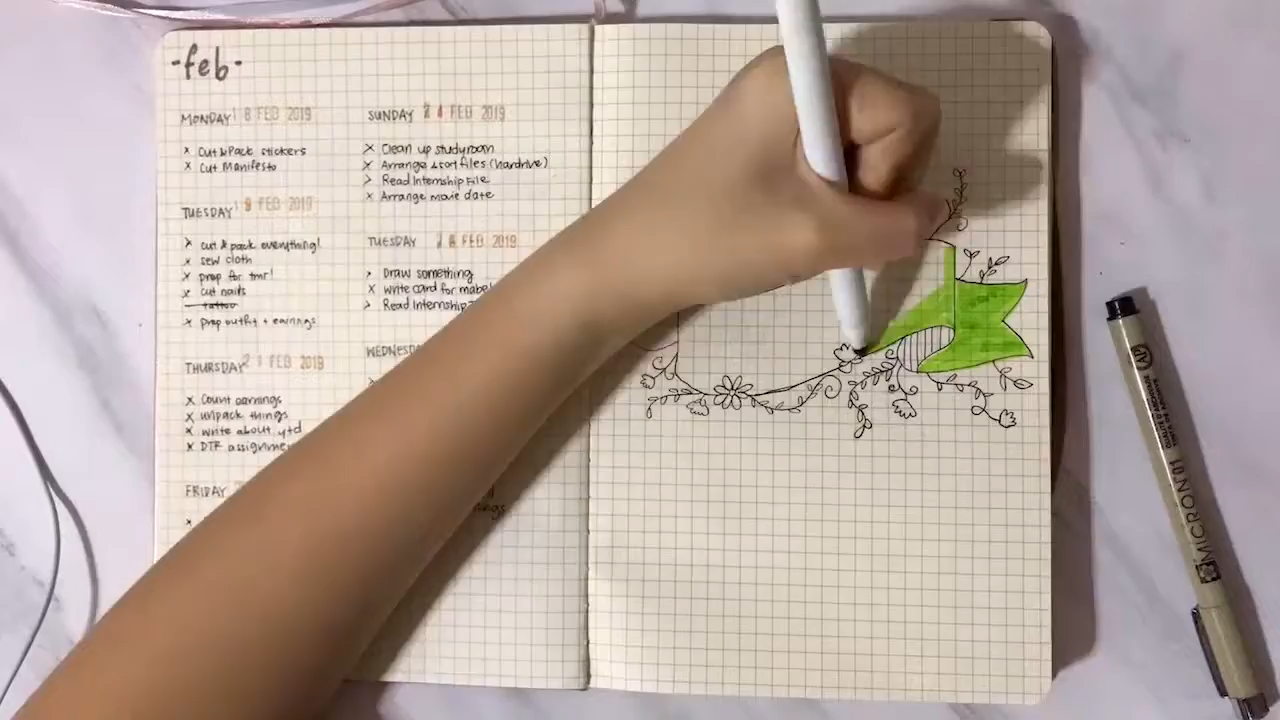 -feb-
MONDAY 18 FEB 2019
x Cut & Pack stickers
x Cut Manifesto
TUESDAY 19 FEB 2019
x cut & pack everything!
x sew cloth
x prep for tmr!
x cut nails
tattoo
x prep outfit + earrings
THURSDAY 21 FEB 2019
x Count earnings
x unpack things
x write about ytd
x DTF assignme
FRIDAY
x
SUNDAY 24 FEB 2019
x Clean up studyroom
x Arrange & sort files (hardrive)
> Read Internship File
x Arrange movie date
TUESDAY 26 FEB 2019
> Draw something
x Write card for mabel
> Read Internship
WEDNESD
MICRON 01